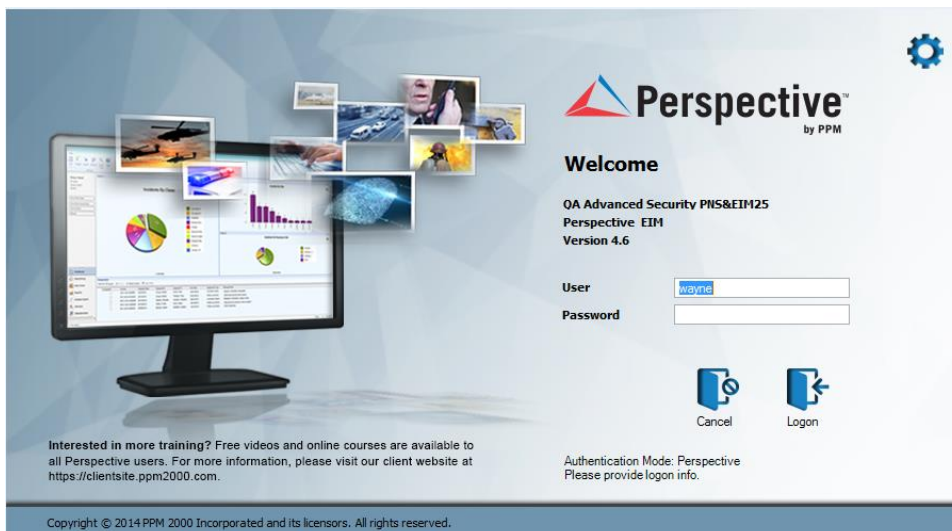 Perspective™
by PPM
Welcome
QA Advanced Security PNS&EIM25
Perspective EIM
Version 4.6
User
wayne
Password
Cancel
Logon
Authentication Mode: Perspective
Please provide logon info.
Interested in more training? Free videos and online courses are available to
all Perspective users. For more information, please visit our client website at
https://clientsite.ppm2000.com.
Copyright © 2014 PPM 2000 Incorporated and its licensors. All rights reserved.